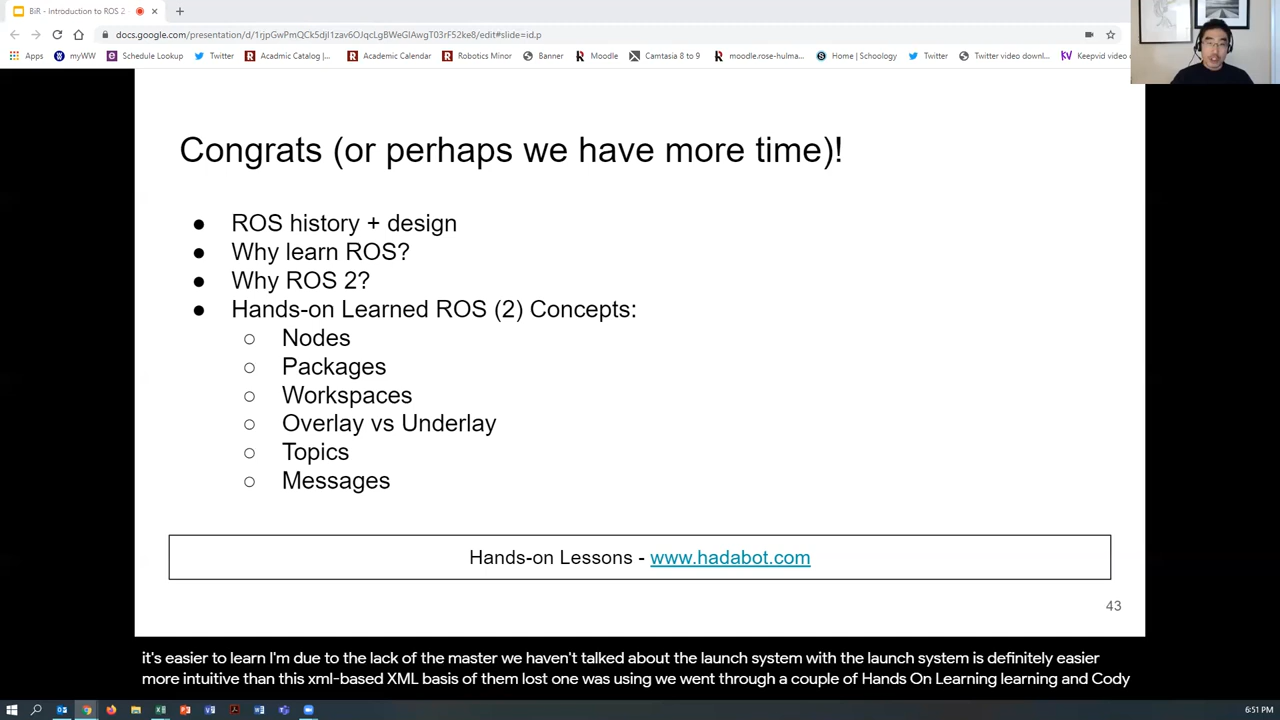 BiR - Introduction to ROS 2
docs.google.com/presentation/d/1rjpGwPmQCk5djI1zav6OJqcLgBWeGIAwgT03rF52ke8/edit#slide=id.p
Apps myWW Schedule Lookup Twitter Acadmic Catalog |... Academic Calendar Robotics Minor Banner Moodle Camtasia 8 to 9 moodle.rose-hulma... Home | Schoology Twitter Twitter video downl... Keepvid video
Congrats (or perhaps we have more time)!
● ROS history + design
● Why learn ROS?
● Why ROS 2?
● Hands-on Learned ROS (2) Concepts:
○ Nodes
○ Packages
○ Workspaces
○ Overlay vs Underlay
○ Topics
○ Messages
Hands-on Lessons - www.hadabot.com
43
it's easier to learn I'm due to the lack of the master we haven't talked about the launch system with the launch system is definitely easier
more intuitive than this xml-based XML basis of them lost one was using we went through a couple of Hands On Learning learning and Cody
6:51 PM